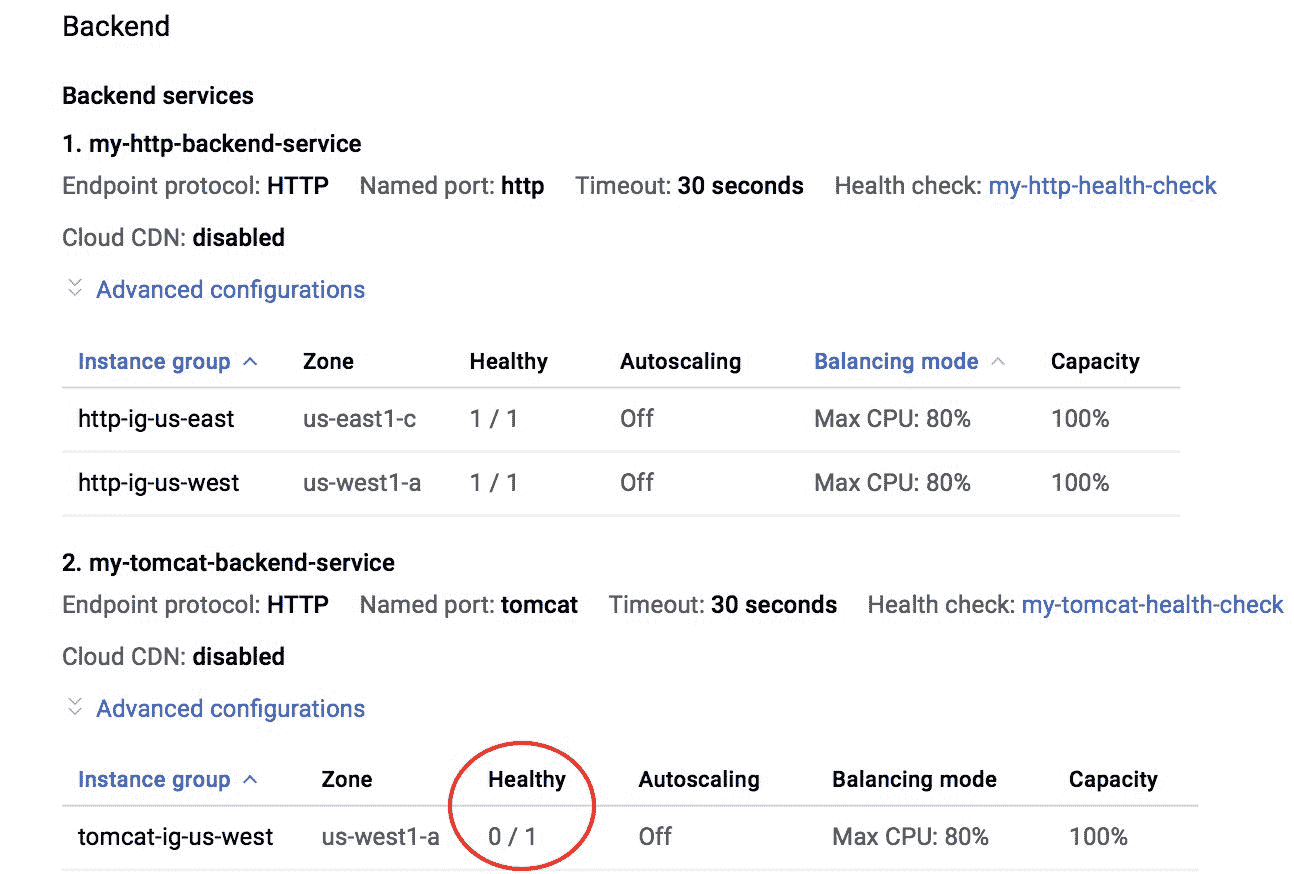 Backend
Backend services
1. my-http-backend-service
Endpoint protocol: HTTP Named port: http Timeout: 30 seconds Health check: my-http-health-check
Cloud CDN: disabled
Advanced configurations
Instance group Zone Healthy Autoscaling Balancing mode Capacity
http-ig-us-east us-east1-c 1 / 1 Off Max CPU: 80% 100%
http-ig-us-west us-west1-a 1 / 1 Off Max CPU: 80% 100%
2. my-tomcat-backend-service
Endpoint protocol: HTTP Named port: tomcat Timeout: 30 seconds Health check: my-tomcat-health-check
Cloud CDN: disabled
Advanced configurations
Instance group Zone Healthy Autoscaling Balancing mode Capacity
tomcat-ig-us-west us-west1-a 0 / 1 Off Max CPU: 80% 100%